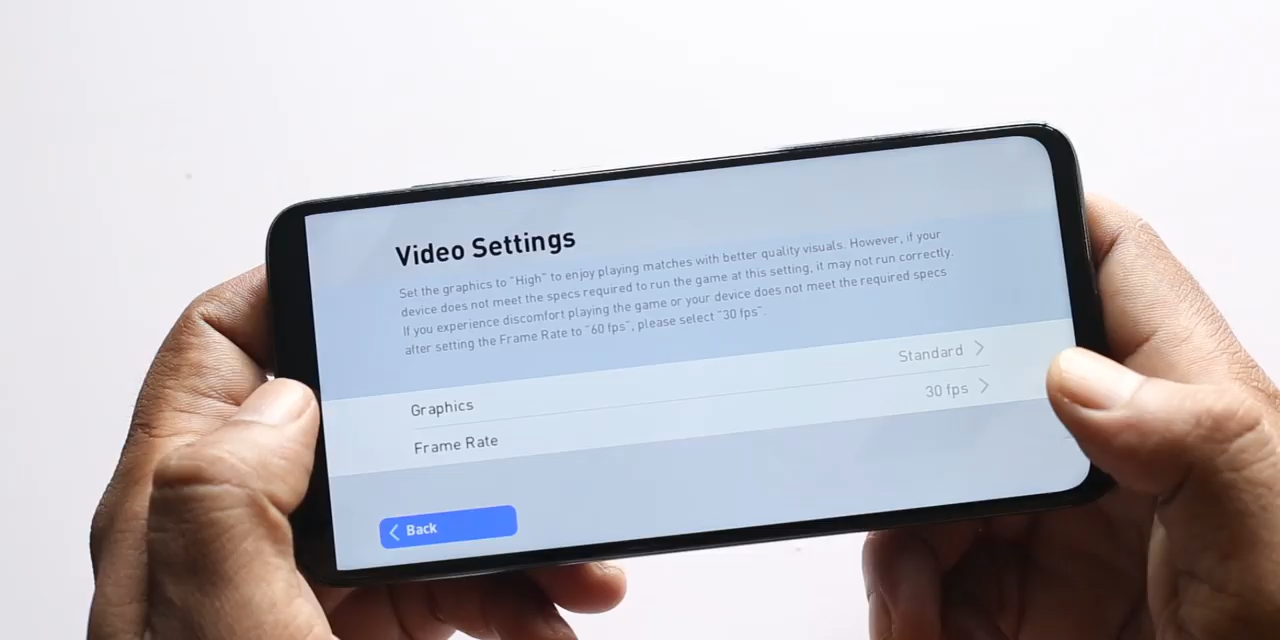 Video Settings
Set the graphics to "High" to enjoy playing matches with better quality visuals. However, if your
device does not meet the specs required to run the game at this setting, it may not run correctly.
If you experience discomfort playing the game or your device does not meet the required specs
after setting the Frame Rate to "60 fps", please select "30 fps".
Graphics Standard
Frame Rate 30 fps
Back